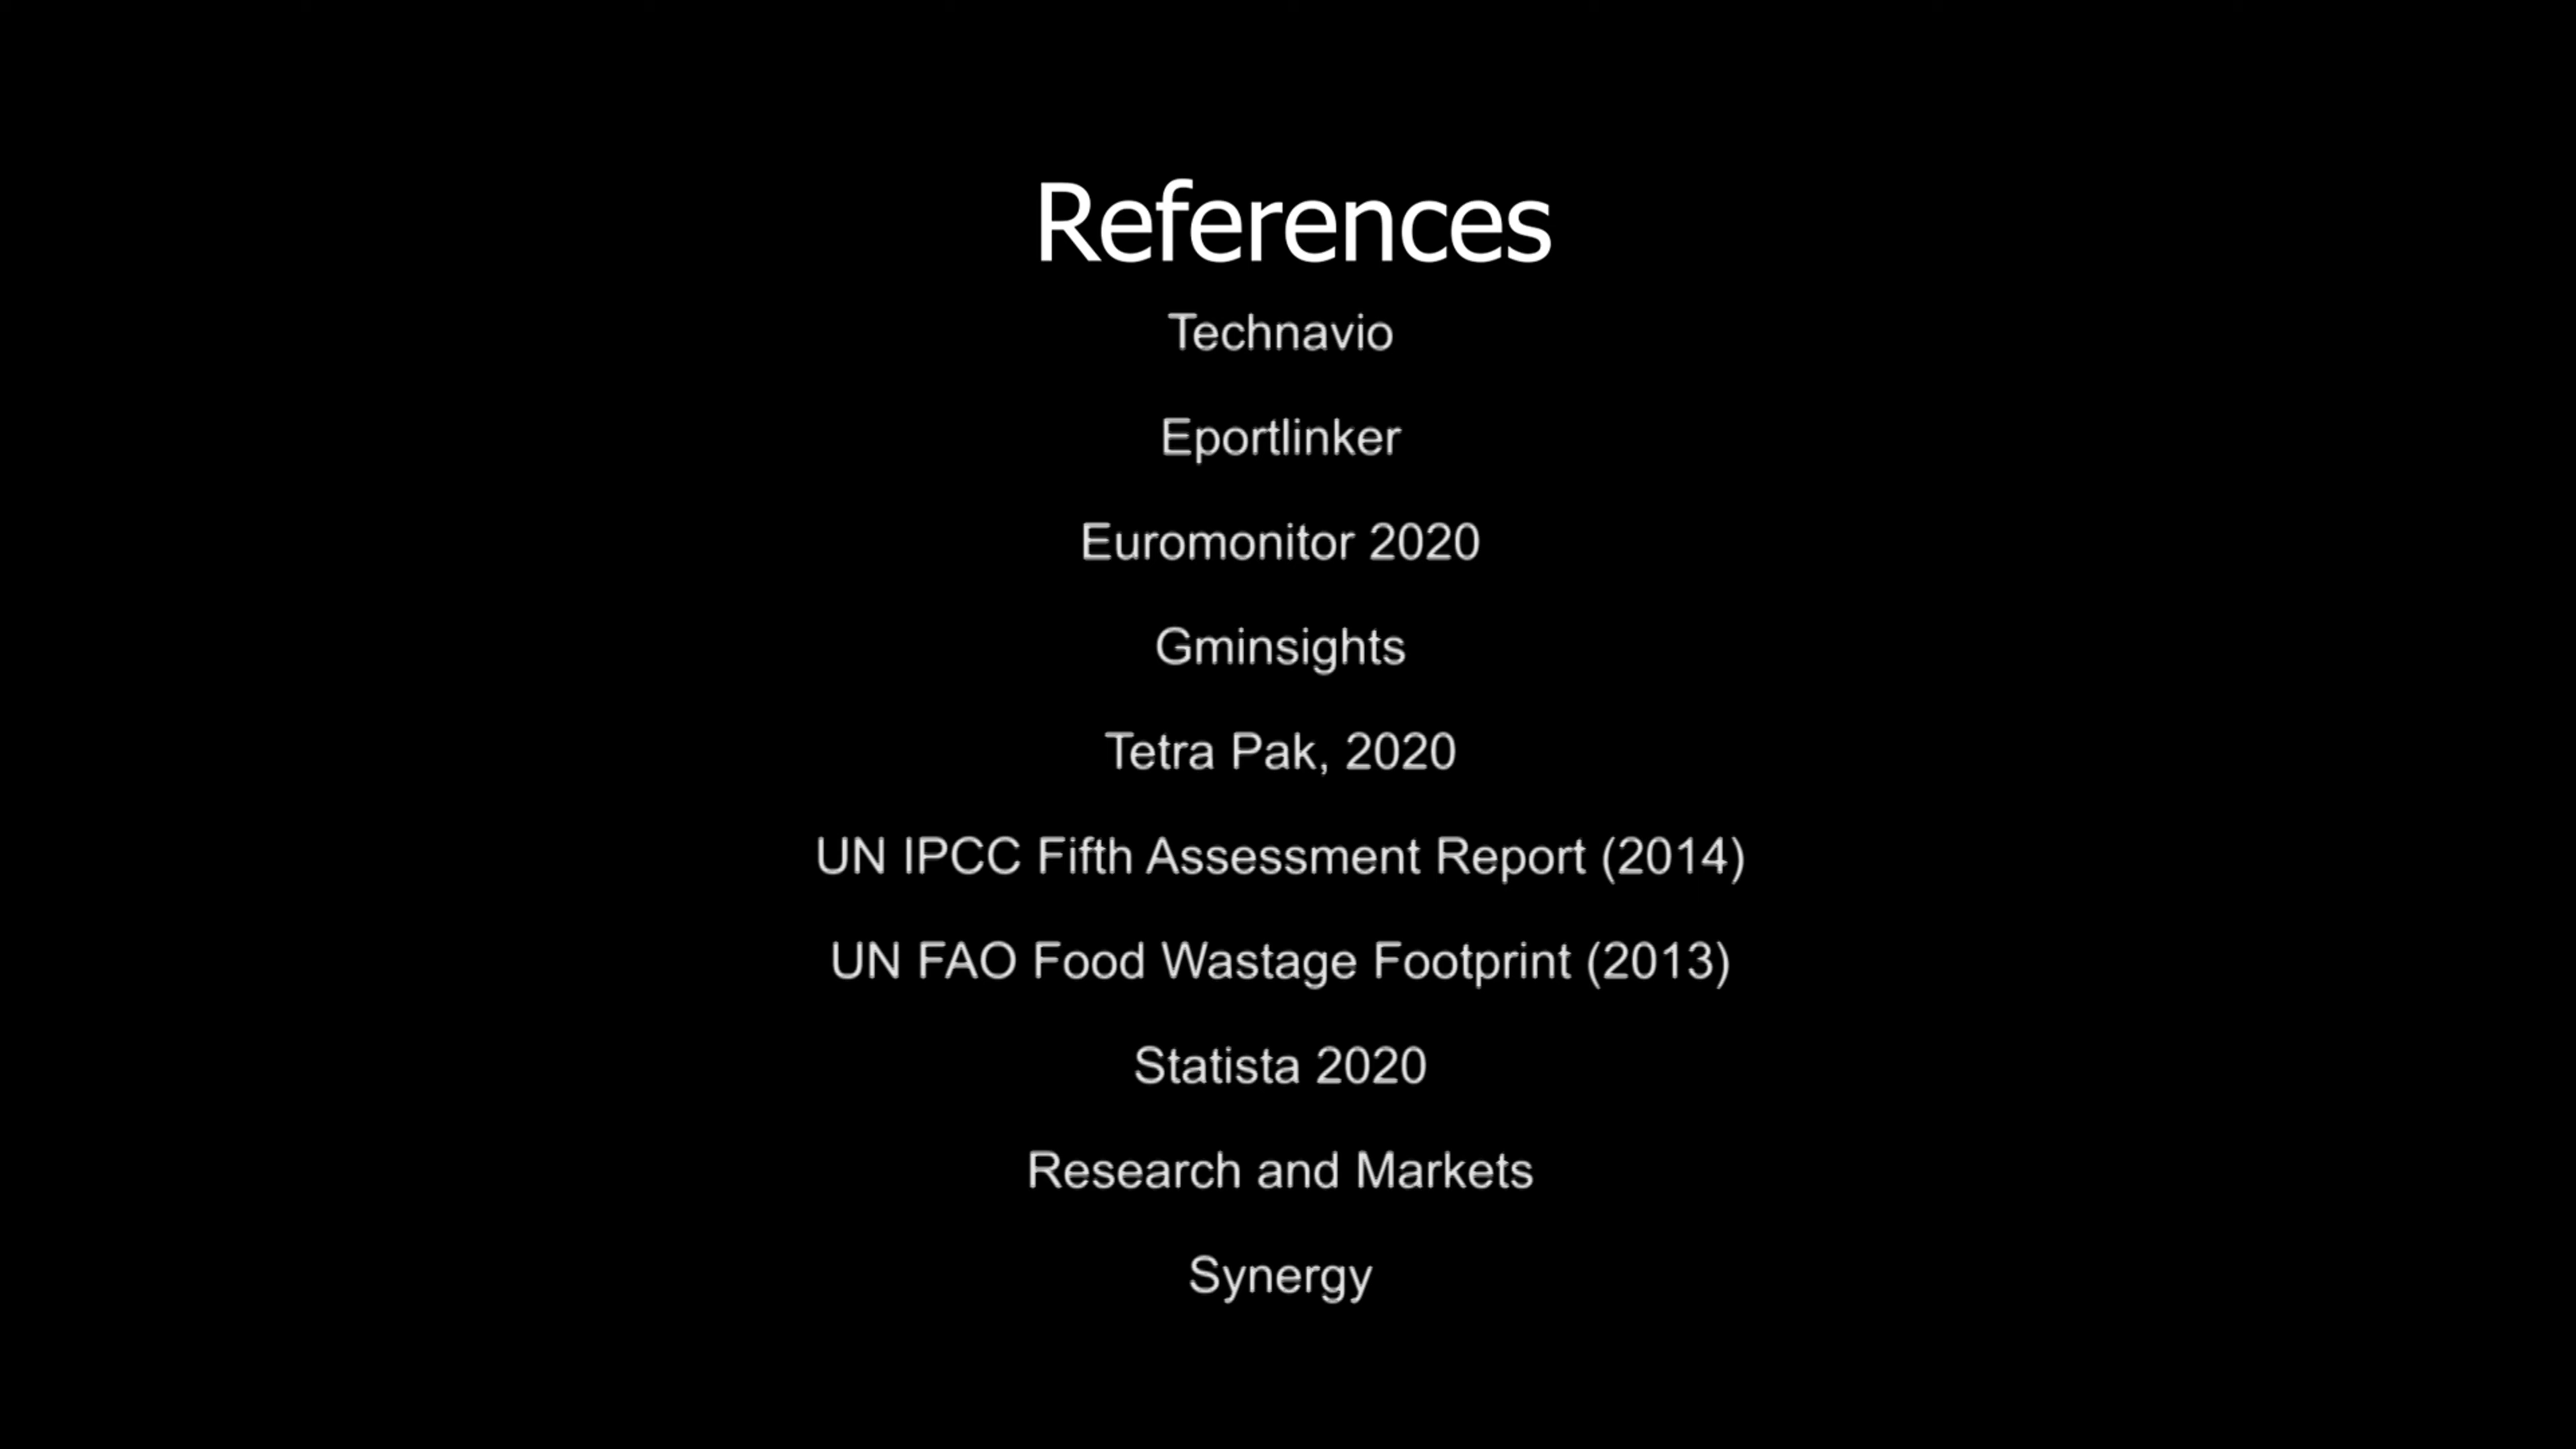 References
Technavio
Eportlinker
Euromonitor 2020
Gminsights
Tetra Pak, 2020
UN IPCC Fifth Assessment Report (2014)
UN FAO Food Wastage Footprint (2013)
Statista 2020
Research and Markets
Synergy